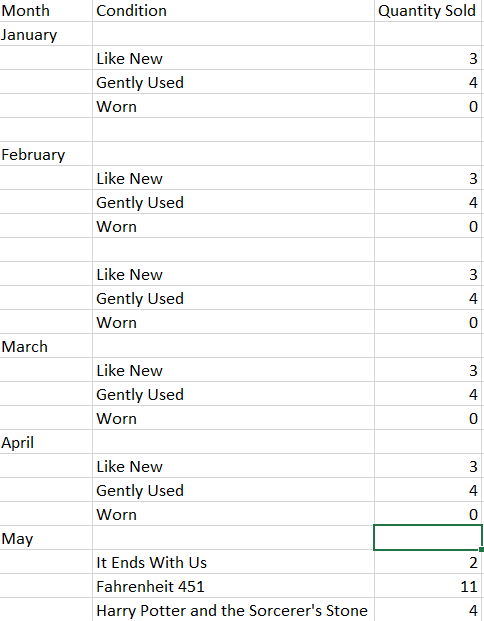 Month Condition Quantity Sold
January
Like New 3
Gently Used 4
Worn 0
February
Like New 3
Gently Used 4
Worn 0
Like New 3
Gently Used 4
Worn 0
March
Like New 3
Gently Used 4
Worn 0
April
Like New 3
Gently Used 4
Worn 0
May
It Ends With Us 2
Fahrenheit 451 11
Harry Potter and the Sorcerer's Stone 4